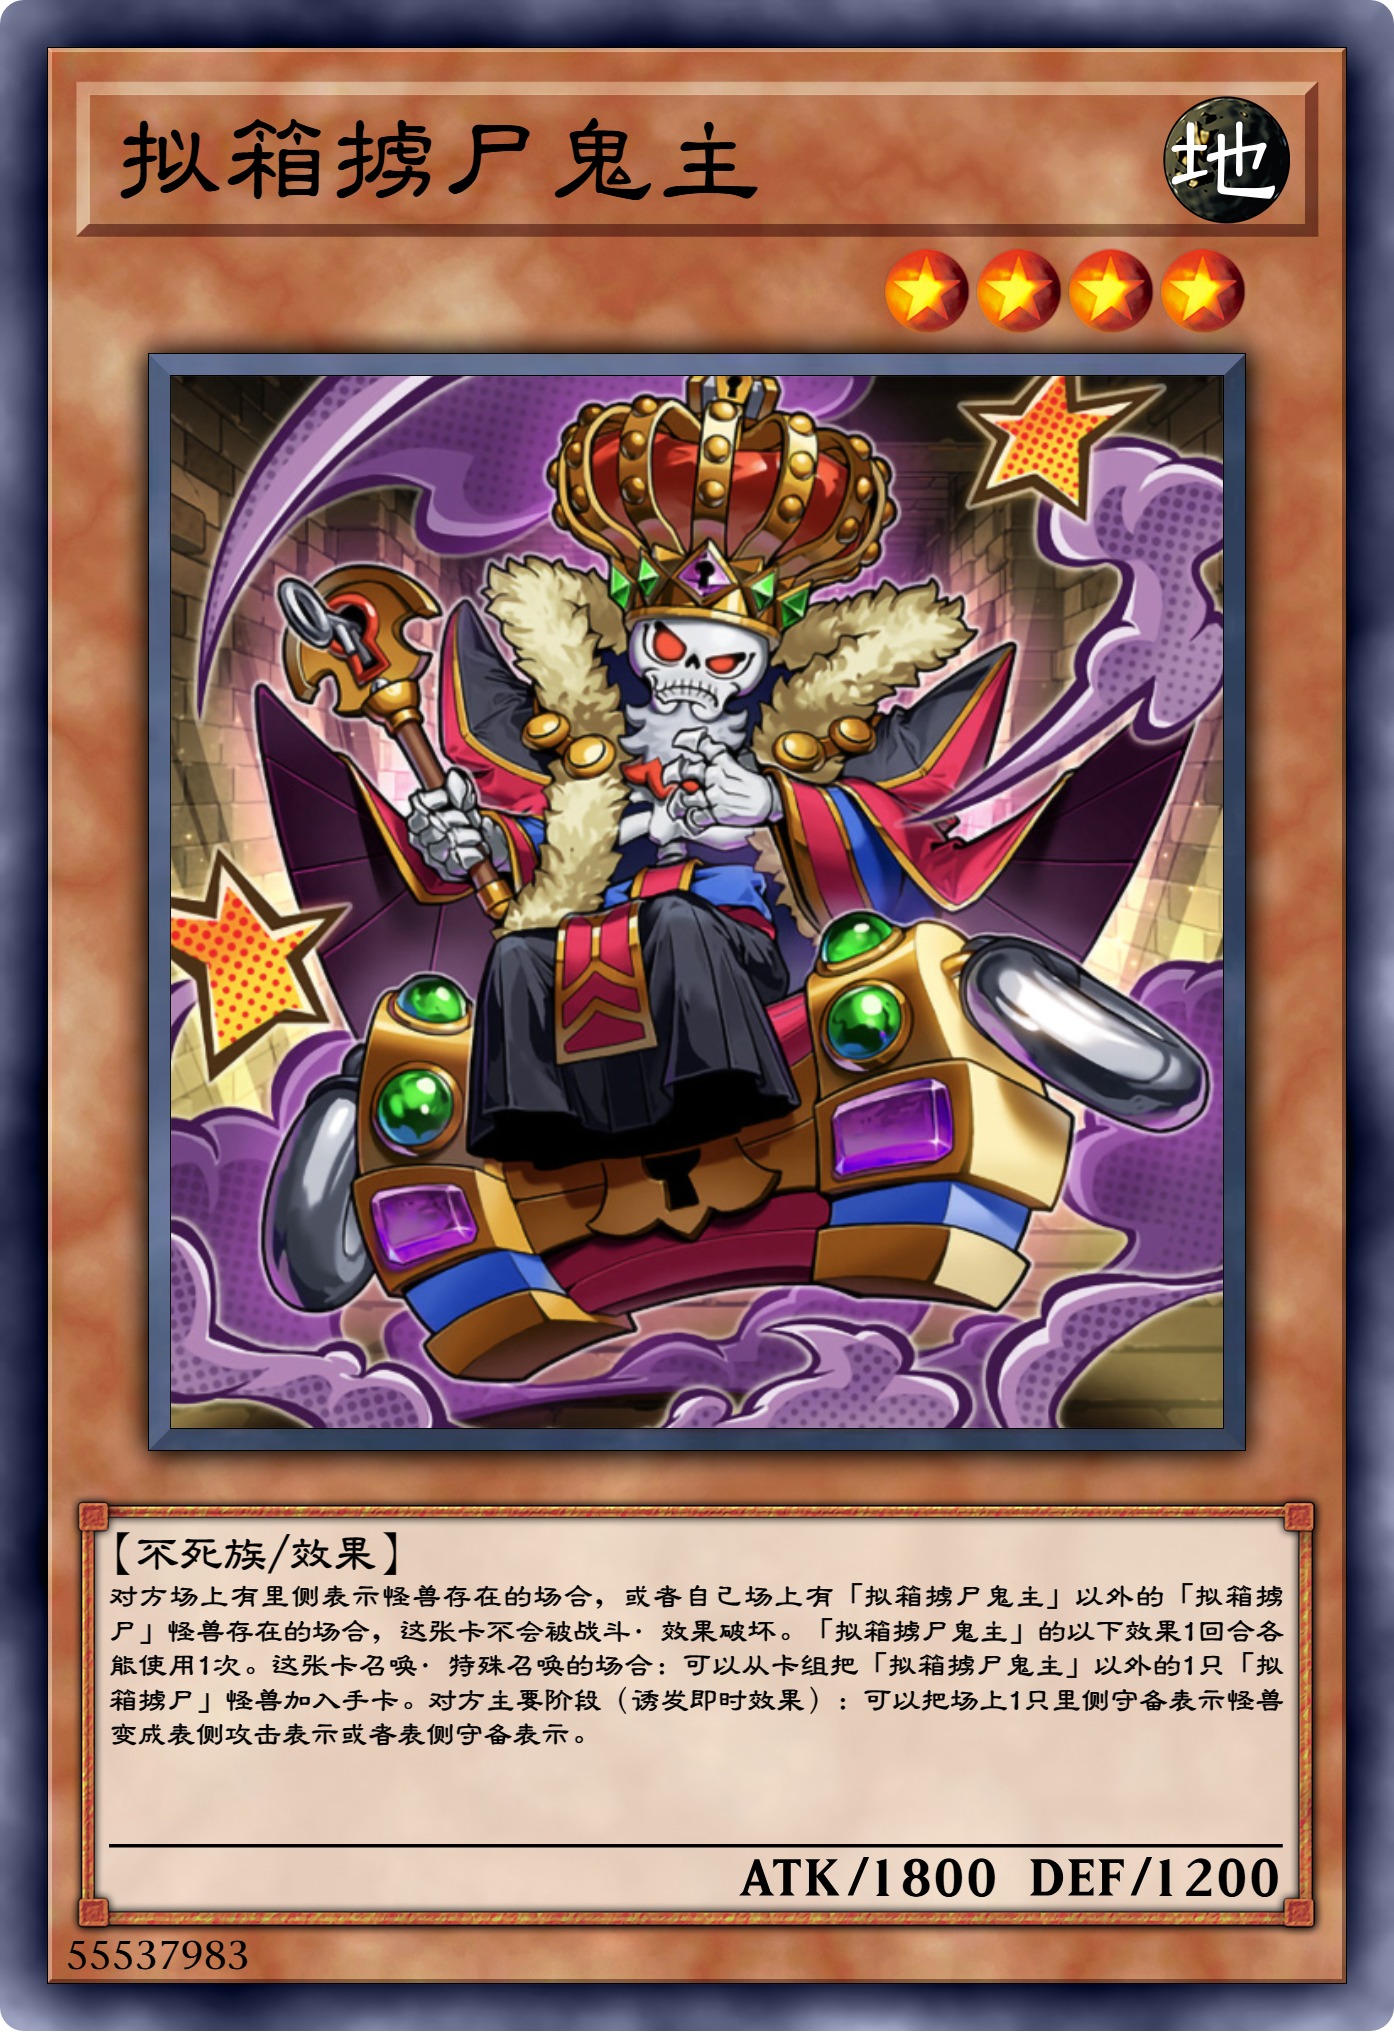 拟箱掳尸鬼主
地
【不死族/效果】
对方场上有里侧表示怪兽存在的场合，或者自己场上有「拟箱掳尸鬼主」以外的「拟箱掳
尸」怪兽存在的场合，这张卡不会被战斗·效果破坏。「拟箱掳尸鬼主」的以下效果1回合各
能使用1次。这张卡召唤·特殊召唤的场合：可以从卡组把「拟箱掳尸鬼主」以外的1只「拟
箱掳尸」怪兽加入手卡。对方主要阶段（诱发即时效果）：可以把场上1只里侧守备表示怪兽
变成表侧攻击表示或者表侧守备表示。
ATK/1800 DEF/1200
55537983